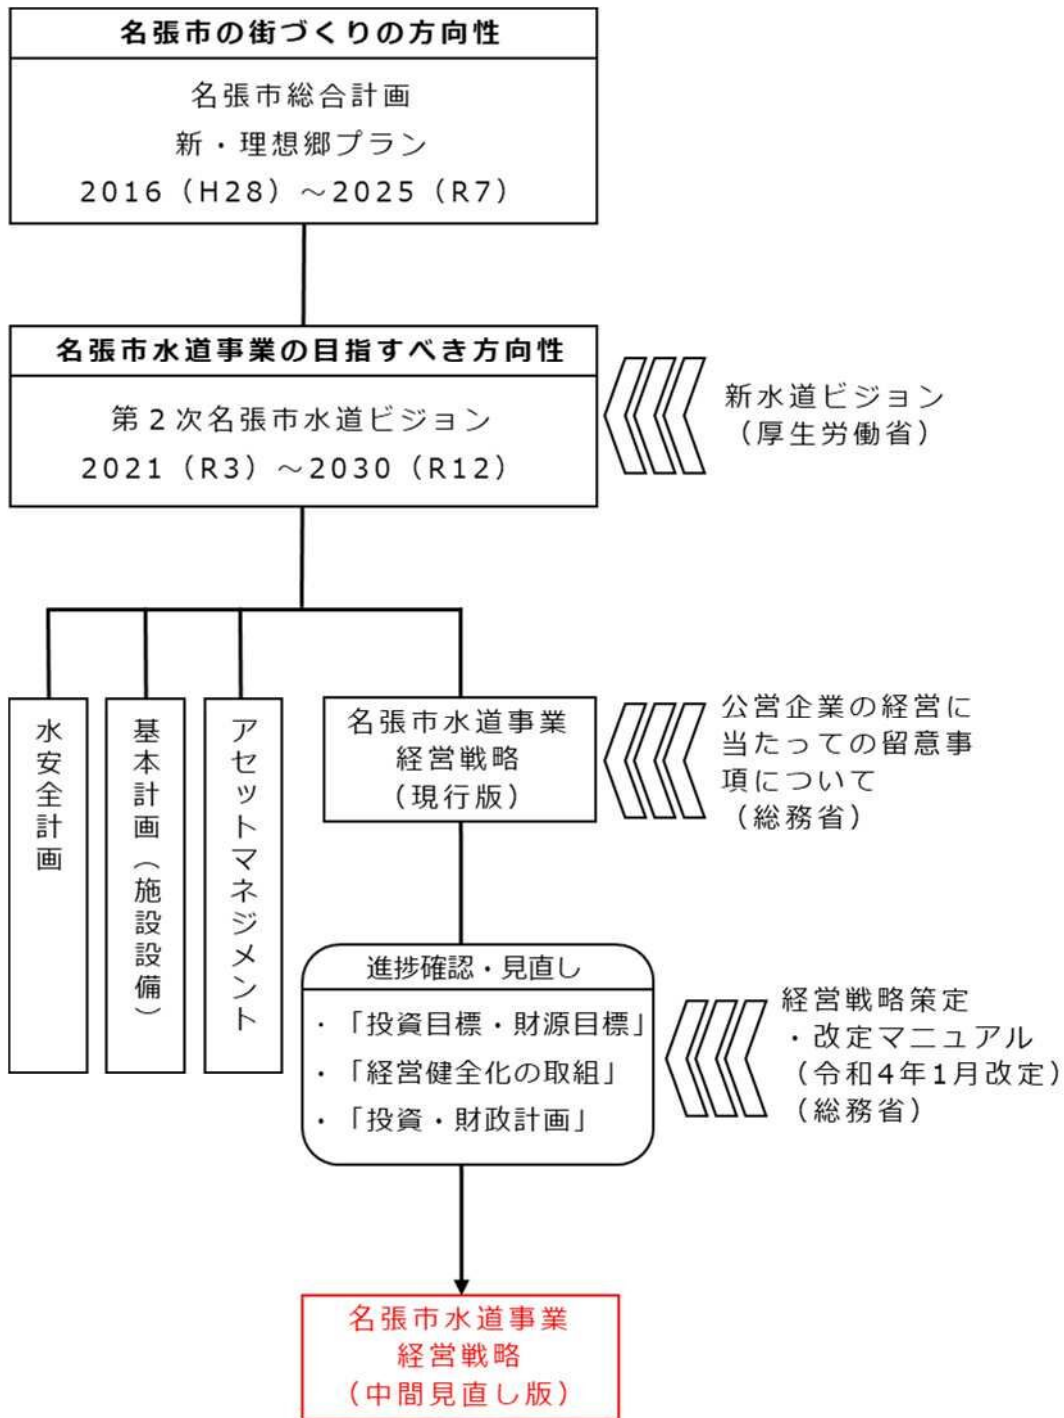 名張市の街づくりの方向性
名張市総合計画
新・理想郷プラン
2016（H28）～2025（R7）
名張市水道事業の目指すべき方向性
第２次名張市水道ビジョン
2021（R3）～2030（R12）
新水道ビジョン
（厚生労働省）
水安全計画
基本計画（施設設備）
アセットマネジメント
名張市水道事業
経営戦略
（現行版）
公営企業の経営に
当たっての留意事
項について
（総務省）
進捗確認・見直し
・「投資目標・財源目標」
・「経営健全化の取組」
・「投資・財政計画」
経営戦略策定
・改定マニュアル
（令和4年1月改定）
（総務省）
名張市水道事業
経営戦略
（中間見直し版）